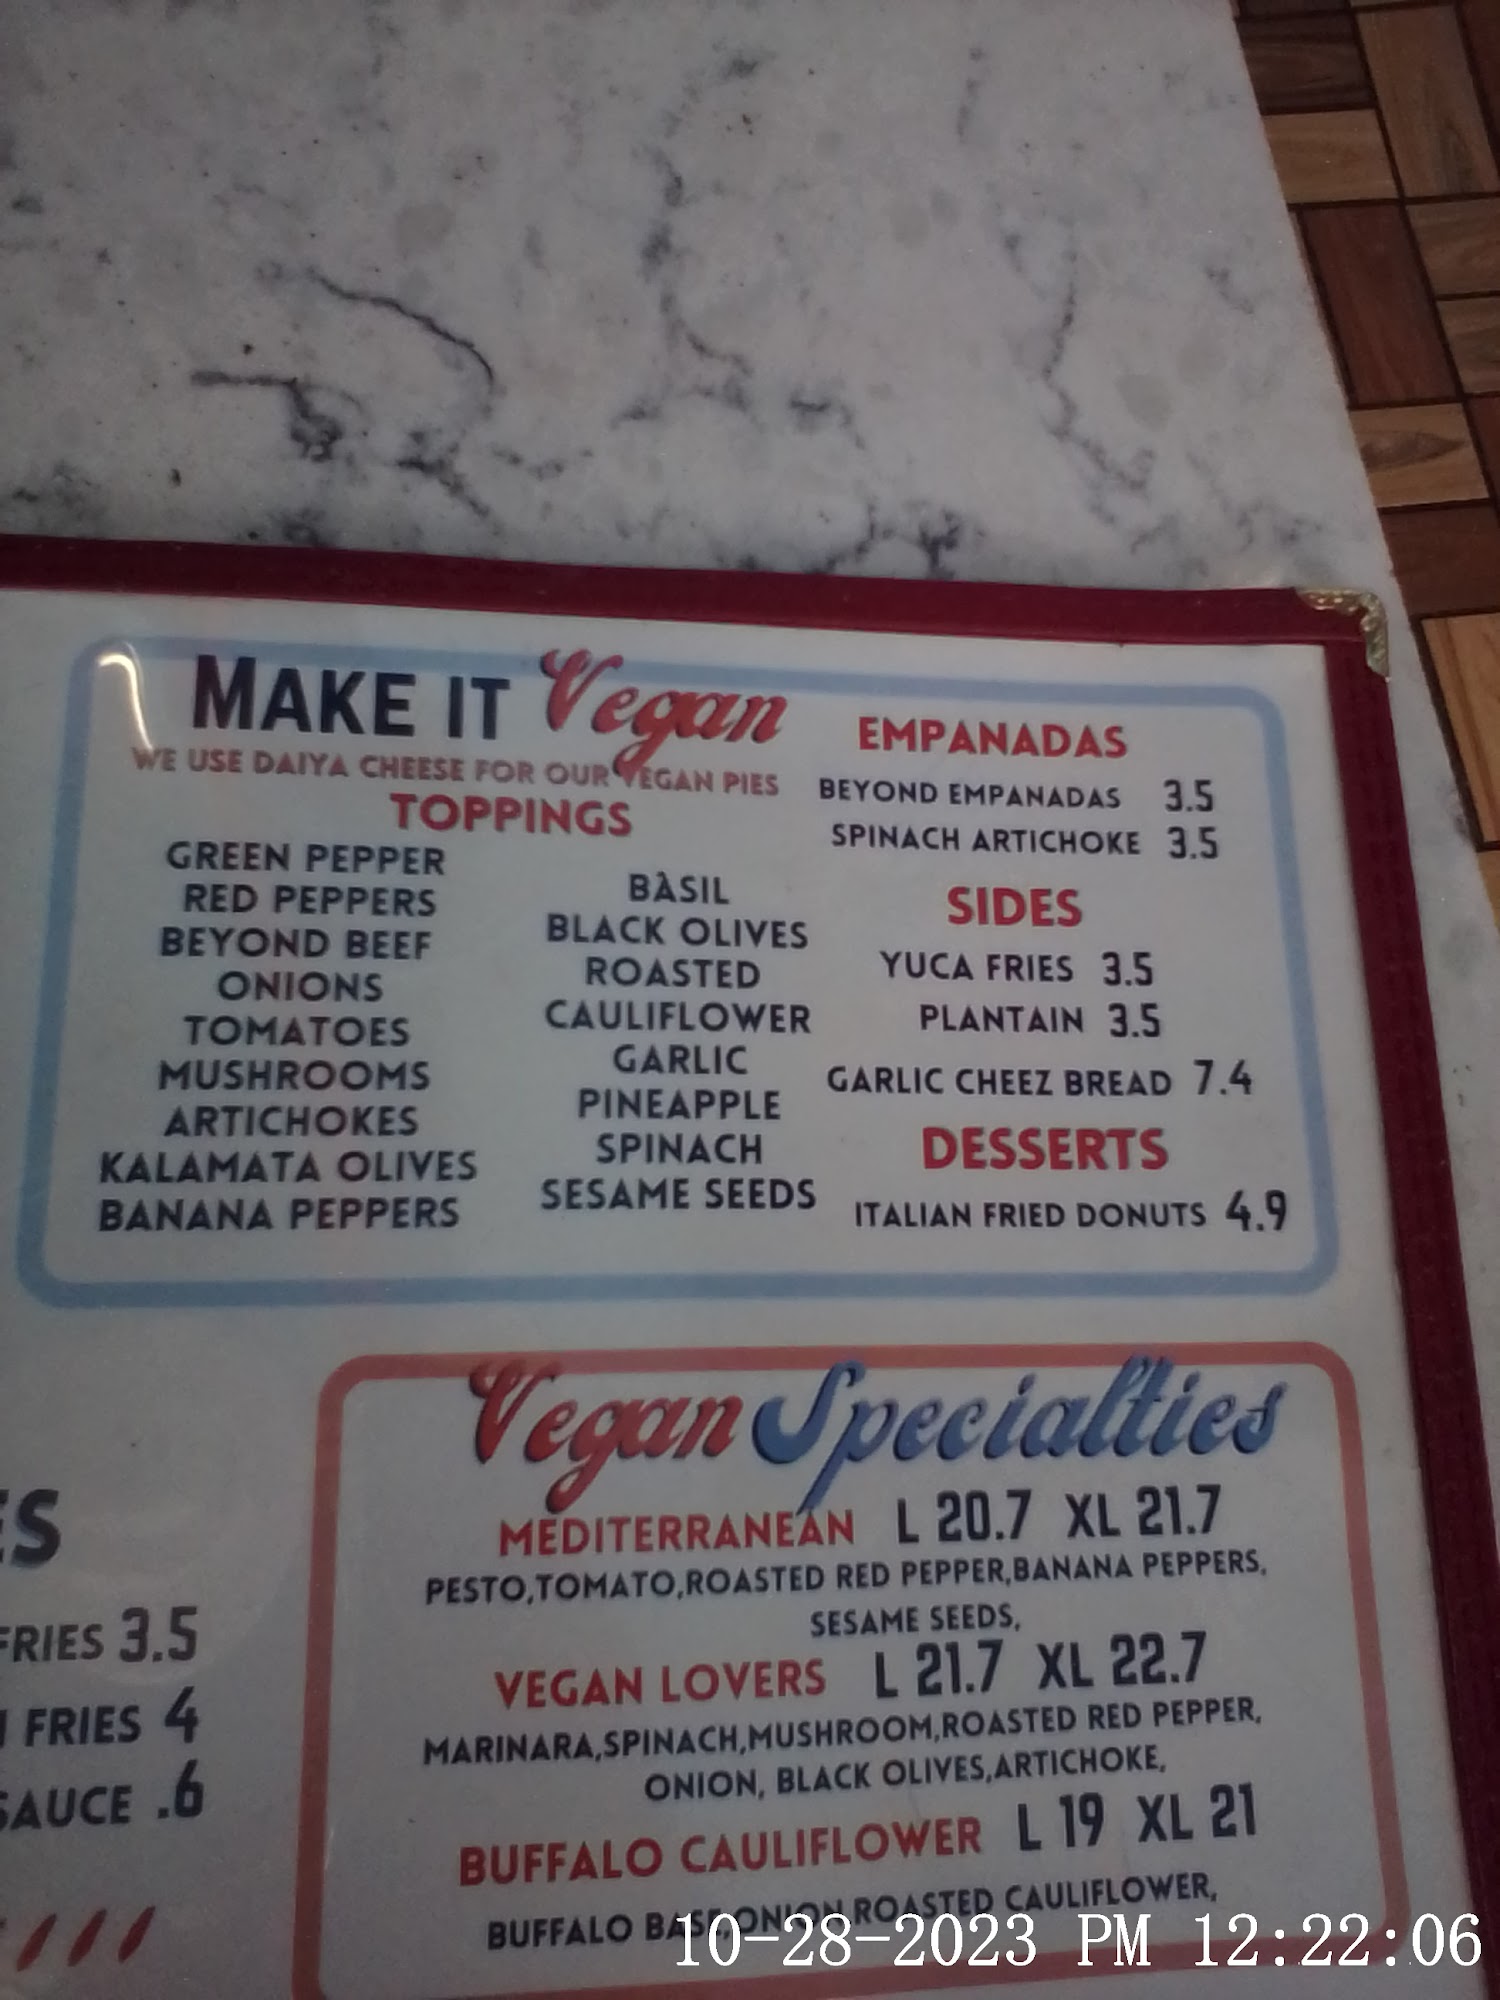 MAKE IT Vegan
WE USE DAIYA CHEESE FOR OUR VEGAN PIES
TOPPINGS
GREEN PEPPER
RED PEPPERS
BEYOND BEEF
ONIONS
TOMATOES
MUSHROOMS
ARTICHOKES
KALAMATA OLIVES
BANANA PEPPERS
BASIL
BLACK OLIVES
ROASTED
CAULIFLOWER
GARLIC
PINEAPPLE
SPINACH
SESAME SEEDS
EMPANADAS
BEYOND EMPANADAS 3.5
SPINACH ARTICHOKE 3.5
SIDES
YUCA FRIES 3.5
PLANTAIN 3.5
GARLIC CHEEZ BREAD 7.4
DESSERTS
ITALIAN FRIED DONUTS 4.9
FRIES 3.5
FRIES 4
SAUCE .6
Vegan Specialties
MEDITERRANEAN L 20.7 XL 21.7
PESTO,TOMATO,ROASTED RED PEPPER,BANANA PEPPERS,
SESAME SEEDS,
VEGAN LOVERS L 21.7 XL 22.7
MARINARA,SPINACH,MUSHROOM,ROASTED RED PEPPER,
ONION, BLACK OLIVES,ARTICHOKE,
BUFFALO CAULIFLOWER L 19 XL 21
BUFFALO BASE,ONION,ROASTED CAULIFLOWER,
10-28-2023 PM 12:22:06